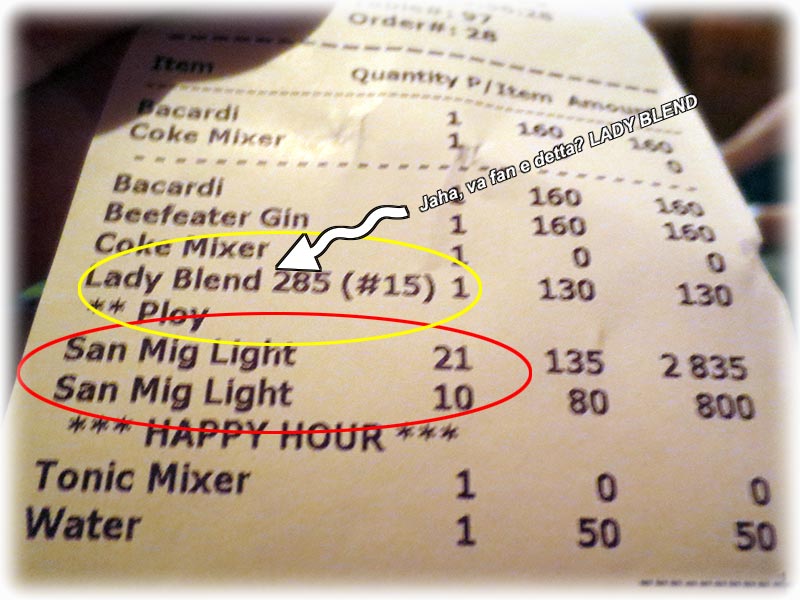 Table#: 97
Order#: 28
Item Quantity P/Item Amount
Bacardi 1 160 160
Coke Mixer 1 0
Jaha, va fan e detta? LADY BLEND
Bacardi 160 160
Beefeater Gin 1 160 160
Coke Mixer 1 0 0
Lady Blend 285 (#15) 1 130 130
** Ploy
San Mig Light 21 135 2 835
San Mig Light 10 80 800
*** HAPPY HOUR ***
Tonic Mixer 1 0 0
Water 1 50 50